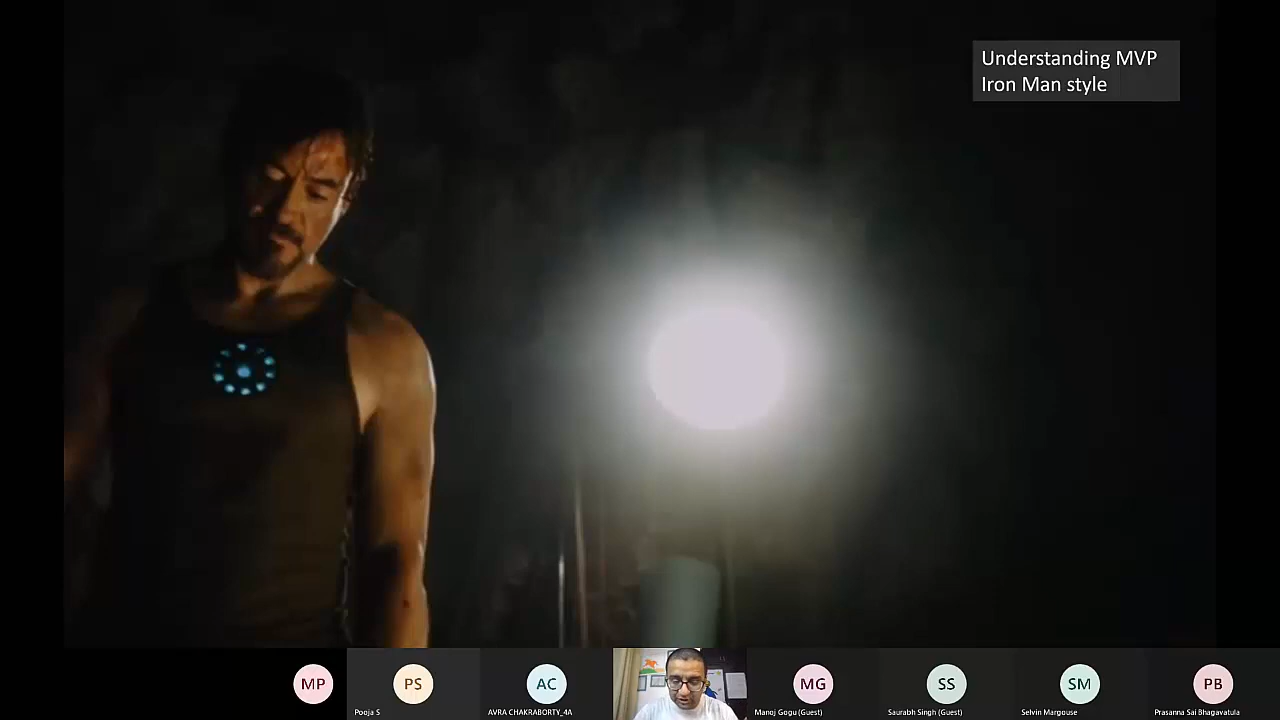 Understanding MVP
Iron Man style
MP
PS
AC
MG
SS
SM
PB
Pooja S
AVRA CHAKRABORTY_4A
Manoj Gogu (Guest)
Saurabh Singh (Guest)
Selvin Margouse
Prasanna Sai Bhagavatula